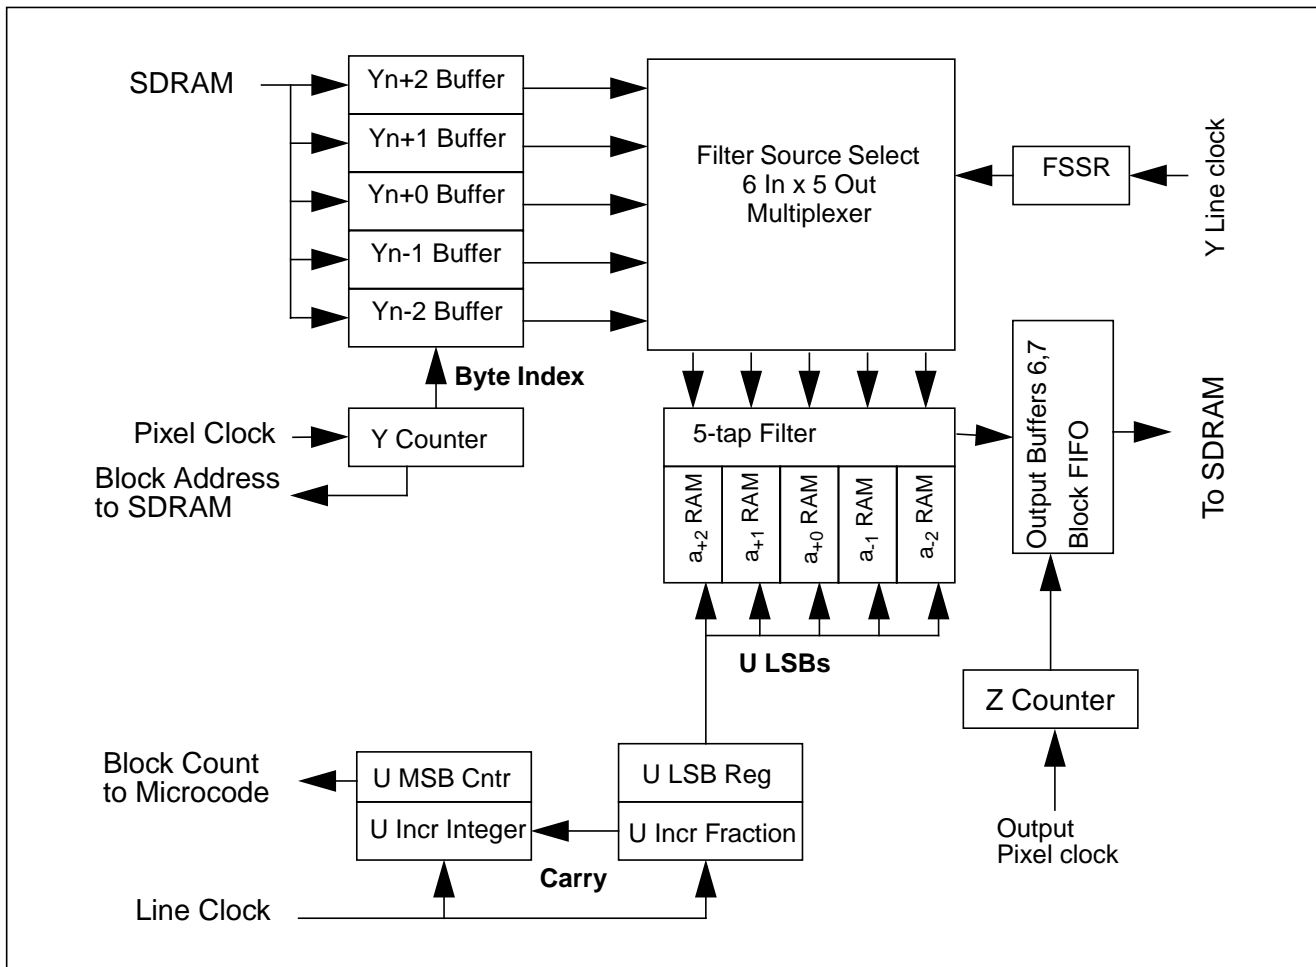 SDRAM
Yn+2 Buffer
Yn+1 Buffer
Yn+0 Buffer
Yn-1 Buffer
Yn-2 Buffer
Filter Source Select
6 In x 5 Out
Multiplexer
FSSR
Y Line clock
Byte Index
Pixel Clock
Y Counter
Block Address
to SDRAM
5-tap Filter
a+2 RAM
a+1 RAM
a+0 RAM
a-1 RAM
a-2 RAM
Output Buffers 6,7
Block FIFO
To SDRAM
U LSBs
Z Counter
Block Count
to Microcode
U MSB Cntr
U Incr Integer
U LSB Reg
U Incr Fraction
Carry
Line Clock
Output
Pixel clock